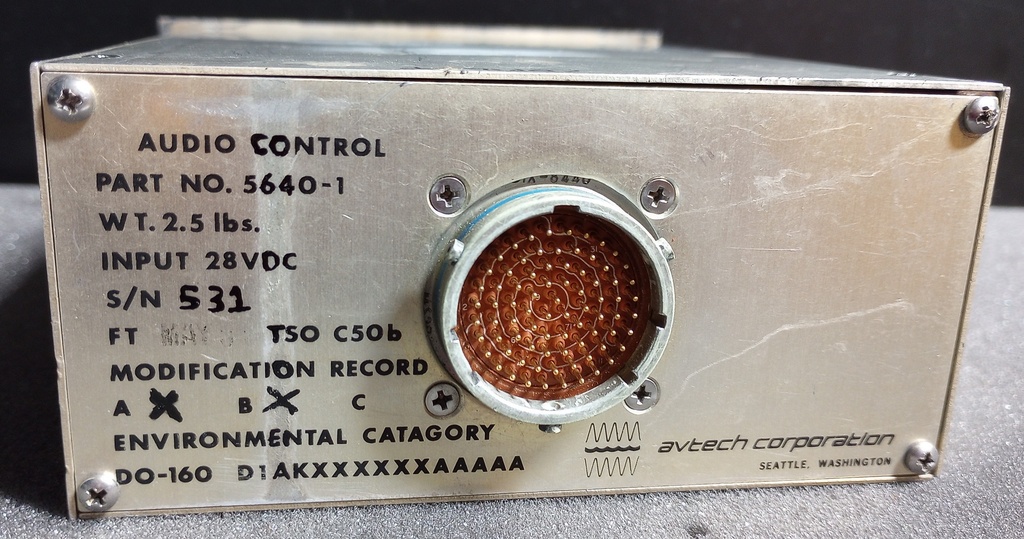 AUDIO CONTROL
PART NO. 5640-1
WT. 2.5 lbs.
INPUT 28VDC
S/N 531
FT TSO C50b
MODIFICATION RECORD
A X B X C
ENVIRONMENTAL CATAGORY
DO-160 D1AKXXXXXXAAAAA
avtech corporation
SEATTLE, WASHINGTON